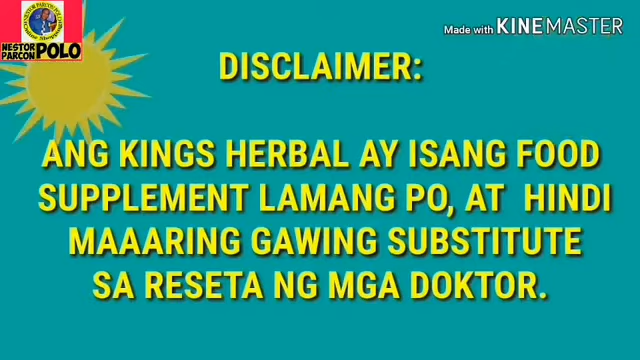 NESTOR
PARCON POLO
Made with KINEMASTER
DISCLAIMER:
ANG KINGS HERBAL AY ISANG FOOD
SUPPLEMENT LAMANG PO, AT HINDI
MAAARING GAWING SUBSTITUTE
SA RESETA NG MGA DOKTOR.